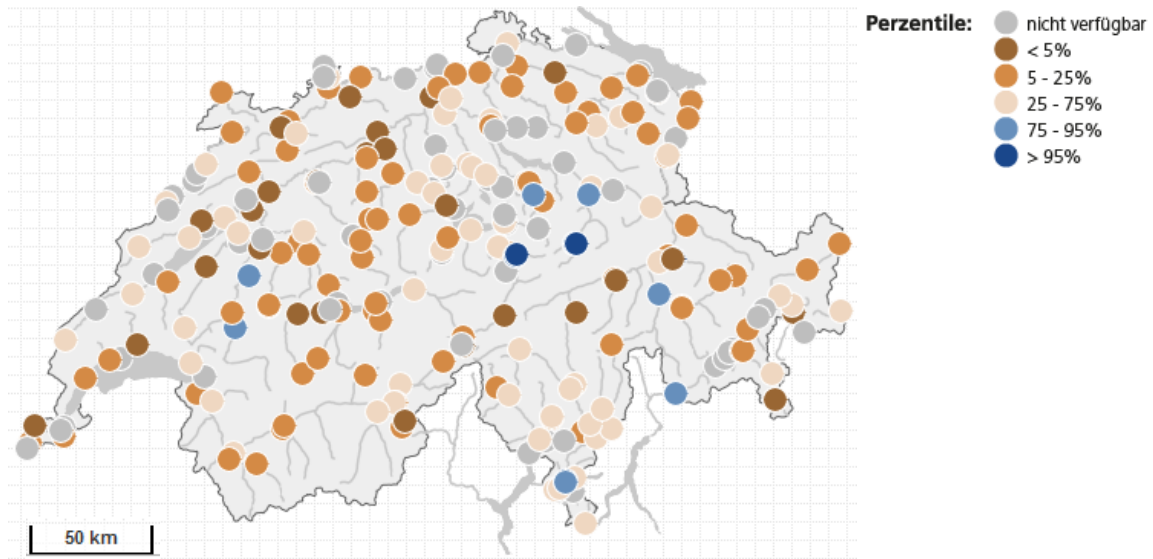 Perzentile:
nicht verfügbar
< 5%
5 - 25%
25 - 75%
75 - 95%
> 95%
50 km